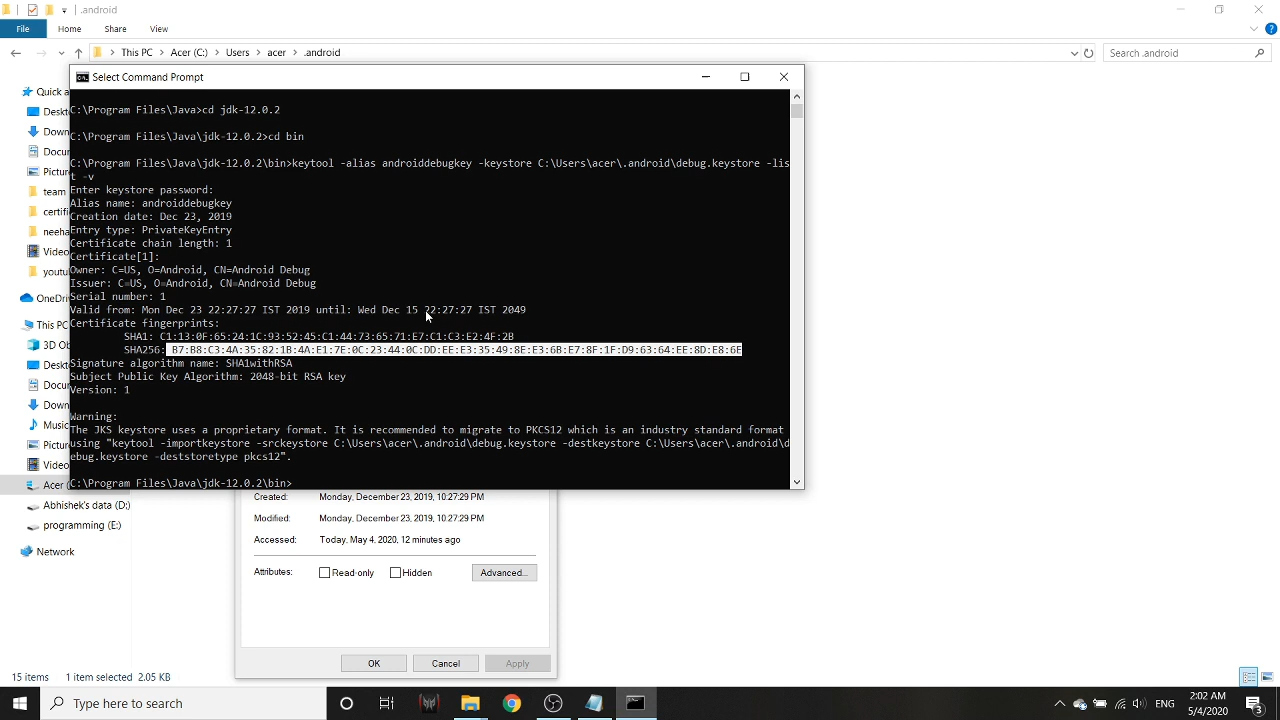 .android
File Home Share View
This PC Acer (C:) Users acer .android
Search .android
Select Command Prompt
C:\Program Files\Java>cd jdk-12.0.2
C:\Program Files\Java\jdk-12.0.2>cd bin
C:\Program Files\Java\jdk-12.0.2\bin>keytool -alias androiddebugkey -keystore C:\Users\acer\.android\debug.keystore -lis
t -v
Enter keystore password:
Alias name: androiddebugkey
Creation date: Dec 23, 2019
Entry type: PrivateKeyEntry
Certificate chain length: 1
Certificate[1]:
Owner: C=US, O=Android, CN=Android Debug
Issuer: C=US, O=Android, CN=Android Debug
Serial number: 1
Valid from: Mon Dec 23 22:27:27 IST 2019 until: Wed Dec 15 22:27:27 IST 2049
Certificate fingerprints:
SHA1: C1:13:0F:65:24:1C:93:52:45:C1:44:73:65:71:E7:C1:C3:E2:4F:2B
SHA256: B7:B8:C3:4A:35:82:1B:4A:E1:7E:0C:23:44:0C:DD:EE:E3:35:49:8E:E3:6B:E7:8F:1F:D9:63:64:EE:8D:E8:6E
Signature algorithm name: SHA1withRSA
Subject Public Key Algorithm: 2048-bit RSA key
Version: 1
Warning:
The JKS keystore uses a proprietary format. It is recommended to migrate to PKCS12 which is an industry standard format
using "keytool -importkeystore -srckeystore C:\Users\acer\.android\debug.keystore -destkeystore C:\Users\acer\.android\d
ebug.keystore -deststoretype pkcs12".
C:\Program Files\Java\jdk-12.0.2\bin>
Quick a
Deskt
Down
Docur
Picture
team
certifi
neeha
Video
youtu
OneDri
This PC
3D Ob
Deskt
Docur
Down
Music
Pictur
Video
Acer (
Abhishek's data (D:)
programming (E:)
Network
Created: Monday, December 23, 2019, 10:27:29 PM
Modified: Monday, December 23, 2019, 10:27:29 PM
Accessed: Today, May 4, 2020, 12 minutes ago
Attributes: Read-only Hidden Advanced...
OK Cancel Apply
15 items 1 item selected 2.05 KB
Type here to search
ENG
2:02 AM
5/4/2020
3